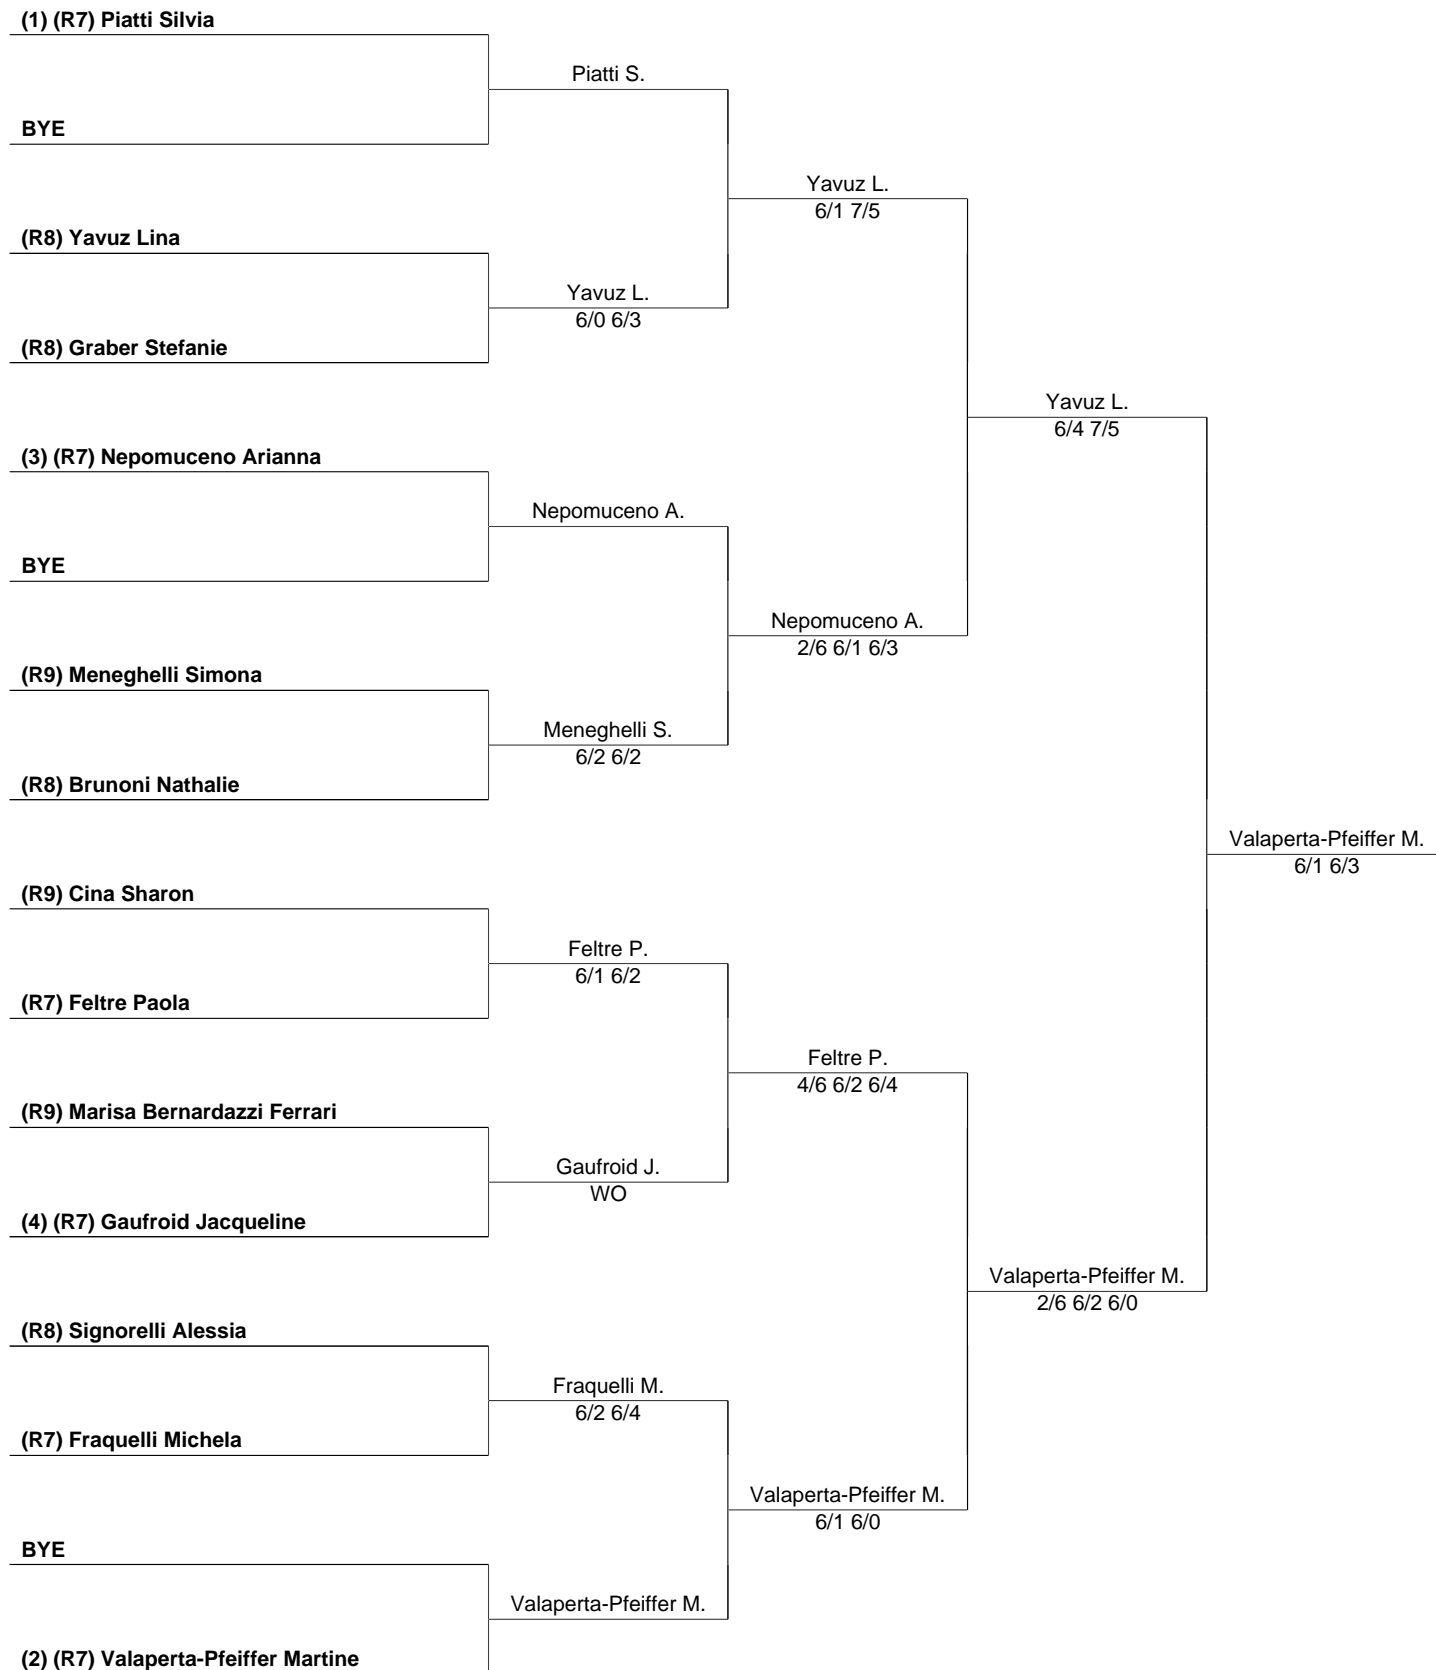 (1) (R7) Piatti Silvia
Piatti S.
BYE
Yavuz L.
6/1 7/5
(R8) Yavuz Lina
Yavuz L.
6/0 6/3
(R8) Graber Stefanie
Yavuz L.
6/4 7/5
(3) (R7) Nepomuceno Arianna
Nepomuceno A.
BYE
Nepomuceno A.
2/6 6/1 6/3
(R9) Meneghelli Simona
Meneghelli S.
6/2 6/2
(R8) Brunoni Nathalie
Valaperta-Pfeiffer M.
6/1 6/3
(R9) Cina Sharon
Feltre P.
6/1 6/2
(R7) Feltre Paola
Feltre P.
4/6 6/2 6/4
(R9) Marisa Bernardazzi Ferrari
Gaufroid J.
WO
(4) (R7) Gaufroid Jacqueline
Valaperta-Pfeiffer M.
2/6 6/2 6/0
(R8) Signorelli Alessia
Fraquelli M.
6/2 6/4
(R7) Fraquelli Michela
Valaperta-Pfeiffer M.
6/1 6/0
BYE
Valaperta-Pfeiffer M.
(2) (R7) Valaperta-Pfeiffer Martine